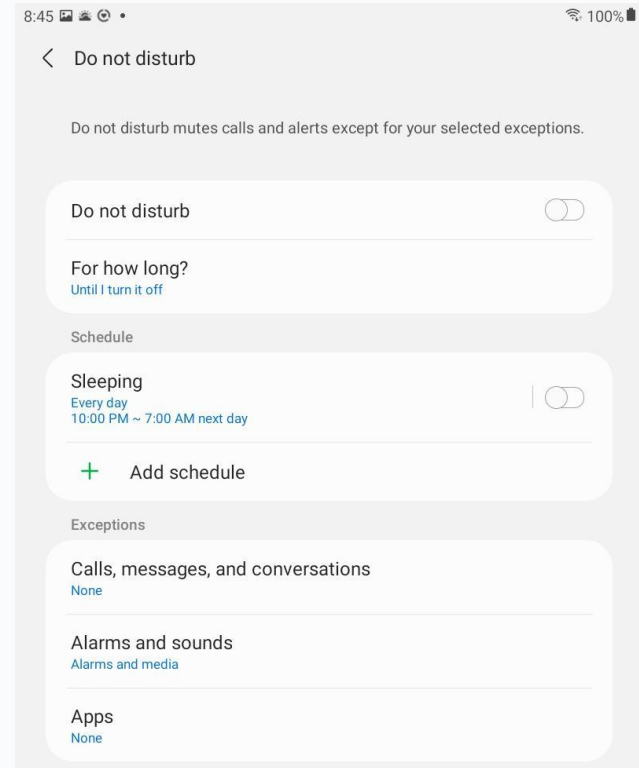 8:45
100%
Do not disturb
Do not disturb mutes calls and alerts except for your selected exceptions.
Do not disturb
For how long?
Until I turn it off
Schedule
Sleeping
Every day
10:00 PM ~ 7:00 AM next day
Add schedule
Exceptions
Calls, messages, and conversations
None
Alarms and sounds
Alarms and media
Apps
None